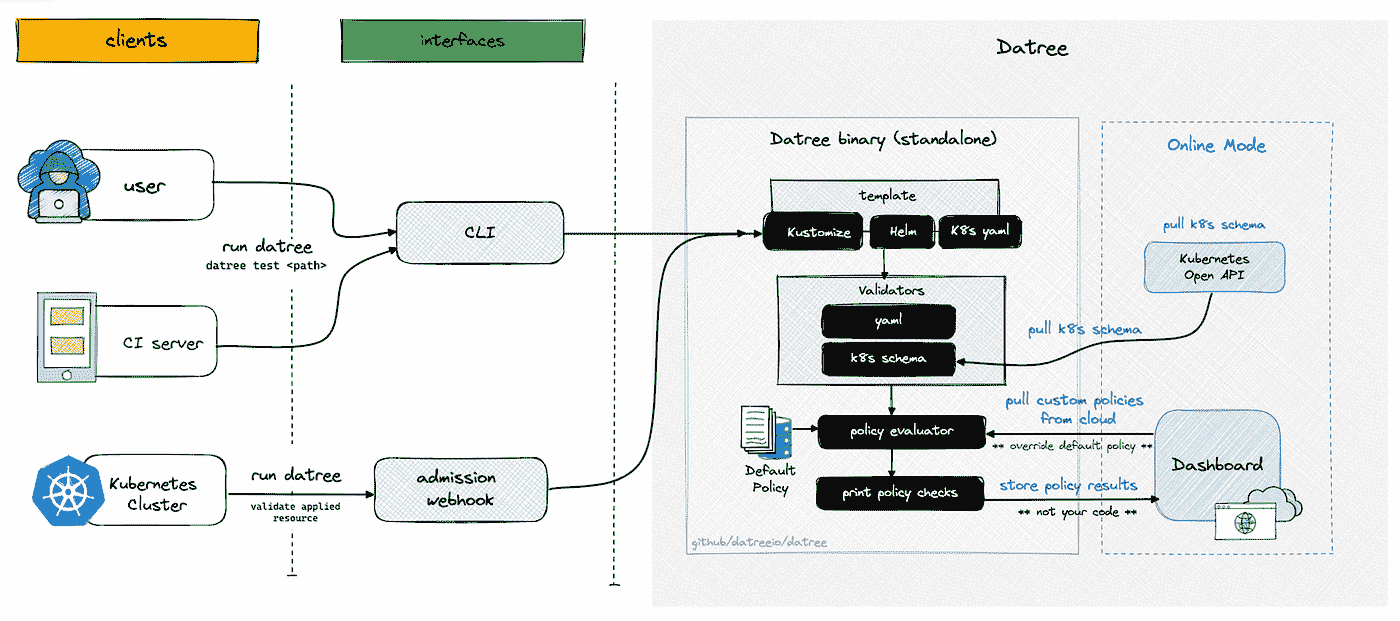 clients
interfaces
Datree
Datree binary (standalone)
Online Mode
user
run datree
datree test <path>
CLI
template
Kustomize
Helm
K8s yaml
pull k8s schema
Kubernetes
Open API
Validators
yaml
k8s schema
pull k8s schema
CI server
pull custom policies
from cloud
policy evaluator
** override default policy **
Default
Policy
Dashboard
Kubernetes
Cluster
run datree
validate applied
resource
admission
webhook
print policy checks
store policy results
** not your code **
github/datreeio/datree